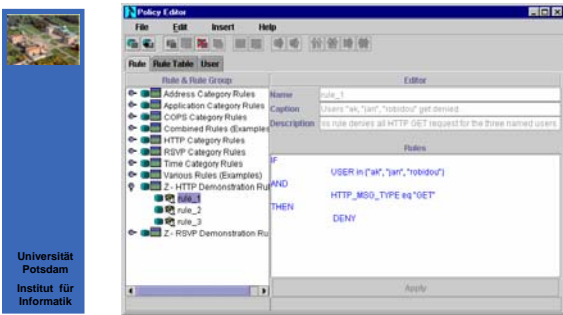 Policy Editor
File Edit Insert Help
Rule Rule Table User
Rule & Rule Group
Address Category Rules
Application Category Rules
COPS Category Rules
Combined Rules (Examples
HTTP Category Rules
RSVP Category Rules
Time Category Rules
Various Rules (Examples)
Z - HTTP Demonstration Ru
rule_1
rule_2
rule_3
Z - RSVP Demonstration Ru
Editor
Name rule_1
Caption Users "ak", "jan", "robidou" get denied.
Description ss rule denies all HTTP GET request for the three named users
Rules
IF
USER in ("ak", "jan", "robidou")
AND
HTTP_MSG_TYPE eq "GET"
THEN
DENY
Apply
Universität
Potsdam
Institut für
Informatik